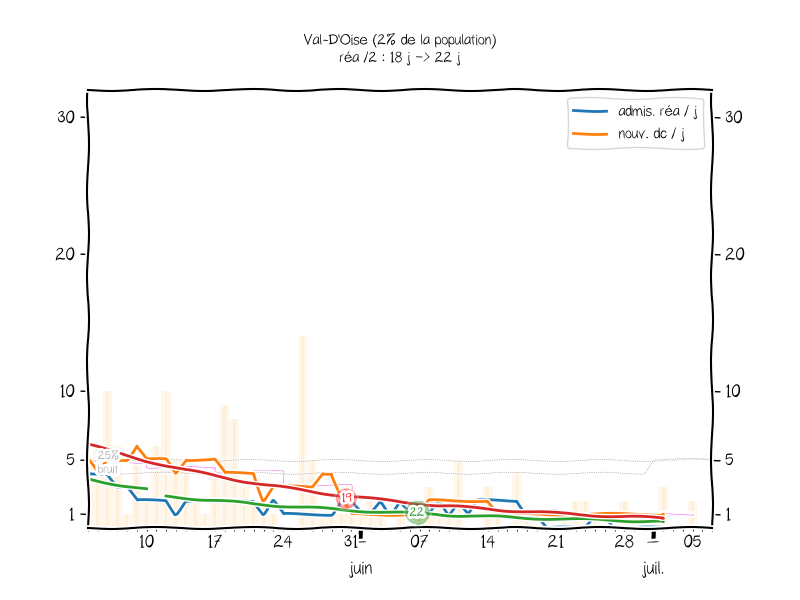 Val-D'Oise (2% de la population)
réa /2 : 18 j -> 22 j
admis. réa / j
nouv. dc / j
30
30
20
20
10
10
5
5
1
1
25%
bruit
19
22
10 17 24 31 07 14 21 28 05
juin juil.